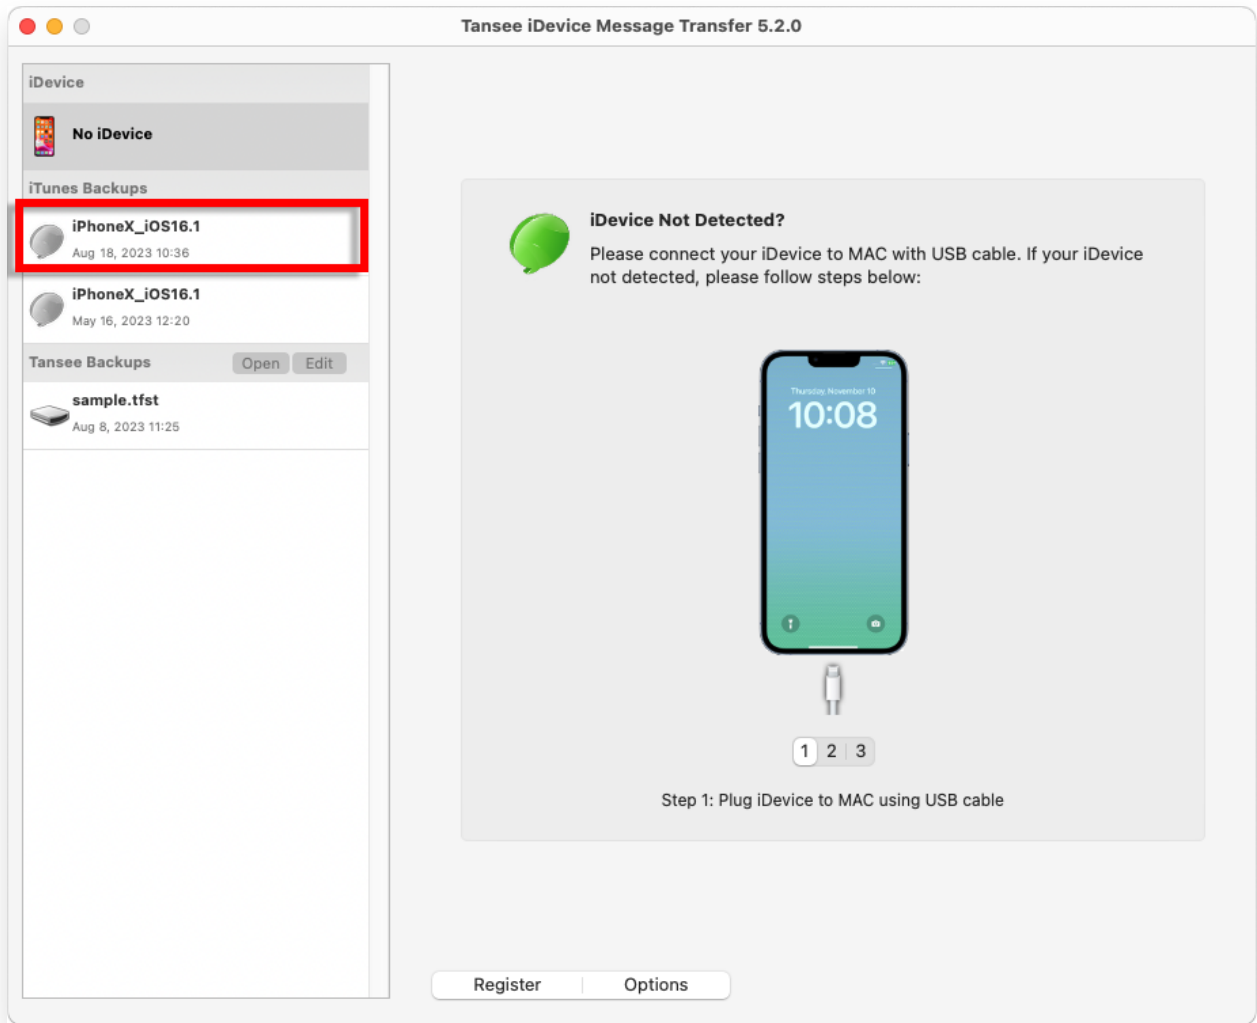 Tansee iDevice Message Transfer 5.2.0
iDevice
No iDevice
iTunes Backups
iPhoneX_iOS16.1
Aug 18, 2023 10:36
iPhoneX_iOS16.1
May 16, 2023 12:20
Tansee Backups Open Edit
sample.tfst
Aug 8, 2023 11:25
iDevice Not Detected?
Please connect your iDevice to MAC with USB cable. If your iDevice
not detected, please follow steps below:
Thursday, November 10
10:08
1 2 3
Step 1: Plug iDevice to MAC using USB cable
Register Options